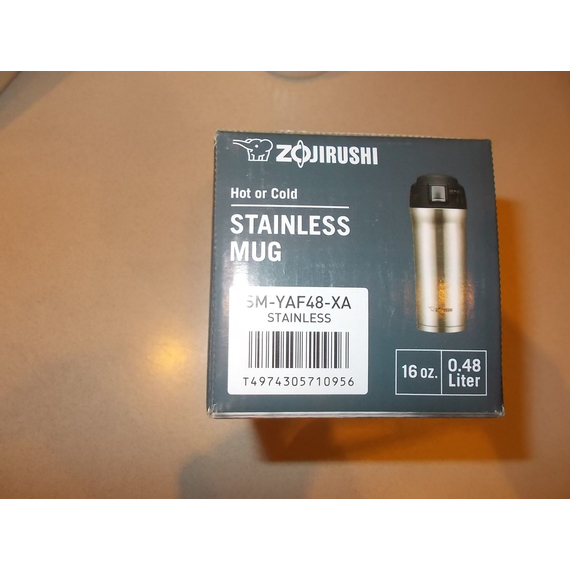 ZOJIRUSHI
Hot or Cold
STAINLESS
MUG
SM-YAF48-XA
STAINLESS
T4974305710956
16 oz.
0.48
Liter